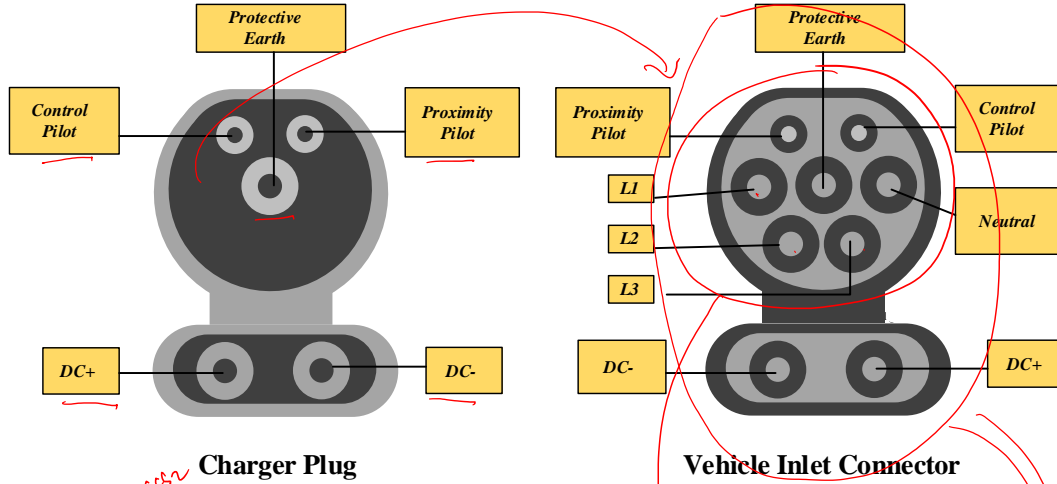 Protective
Earth
Control
Pilot
Proximity
Pilot
DC+
DC-
Charger Plug
Protective
Earth
Proximity
Pilot
Control
Pilot
L1
L2
L3
Neutral
DC-
DC+
Vehicle Inlet Connector